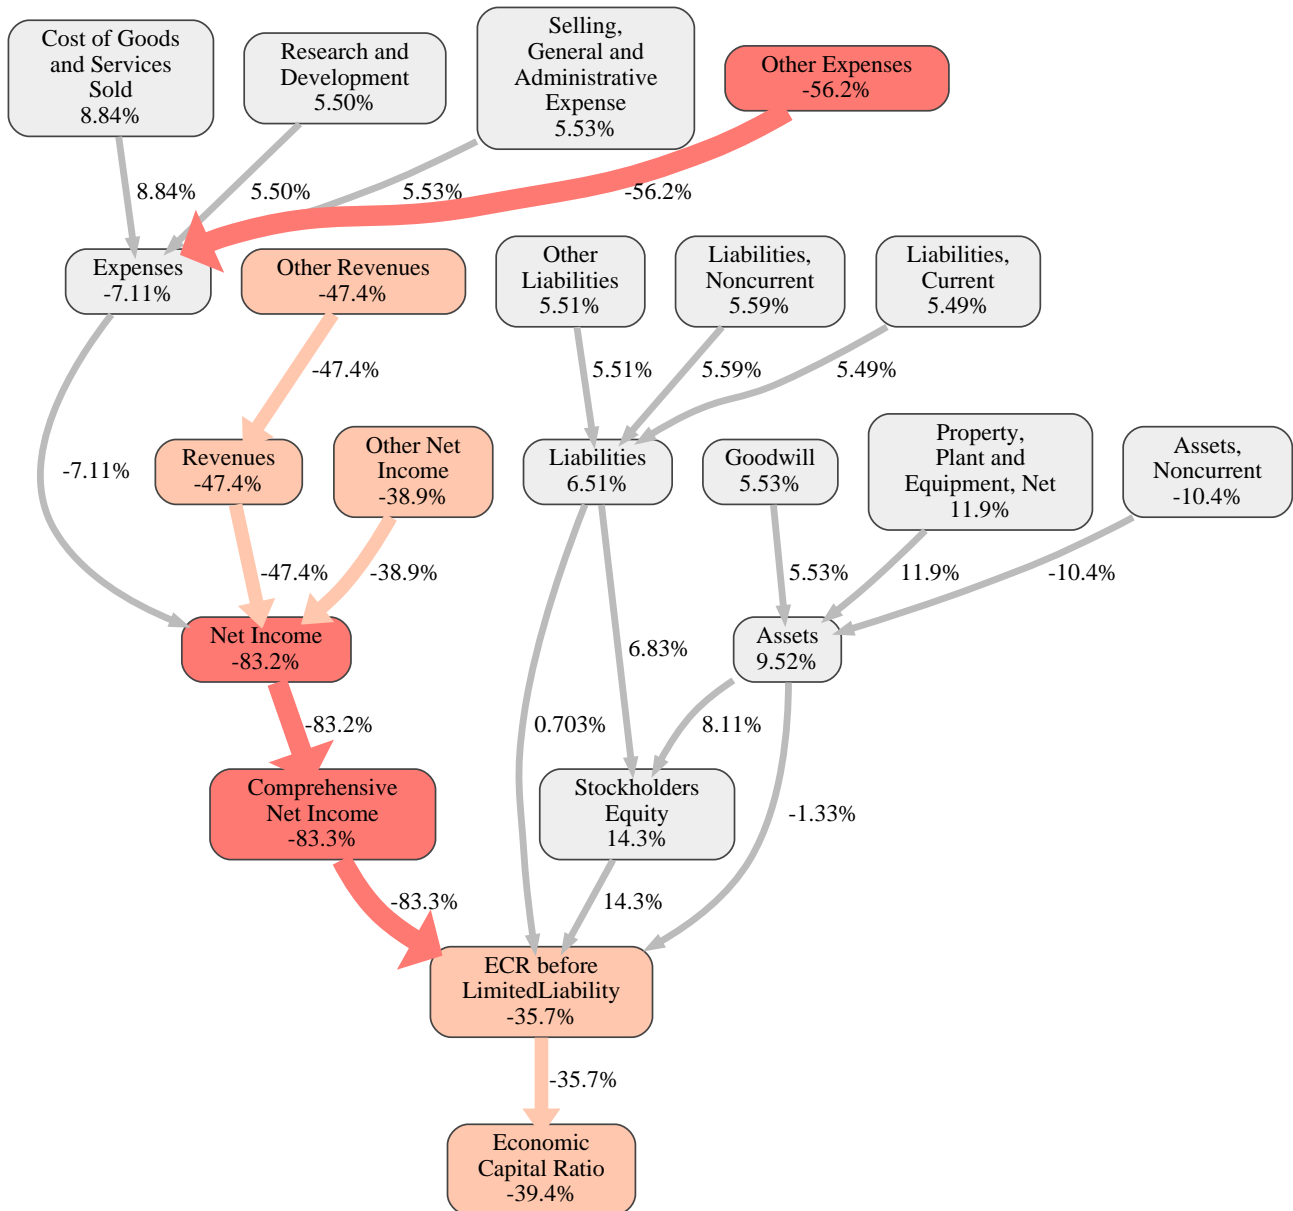 Cost of Goods
and Services
Sold
8.84%
Research and
Development
5.50%
Selling,
General and
Administrative
Expense
5.53%
Other Expenses
-56.2%
8.84%
5.50%
5.53%
-56.2%
Expenses
-7.11%
Other Revenues
-47.4%
Other
Liabilities
5.51%
Liabilities,
Noncurrent
5.59%
Liabilities,
Current
5.49%
-47.4%
5.51%
5.59%
5.49%
-7.11%
Revenues
-47.4%
Other Net
Income
-38.9%
Liabilities
6.51%
Goodwill
5.53%
Property,
Plant and
Equipment, Net
11.9%
Assets,
Noncurrent
-10.4%
-47.4%
-38.9%
5.53%
11.9%
-10.4%
Net Income
-83.2%
6.83%
Assets
9.52%
-83.2%
0.703%
8.11%
Comprehensive
Net Income
-83.3%
Stockholders
Equity
14.3%
-1.33%
-83.3%
14.3%
ECR before
LimitedLiability
-35.7%
-35.7%
Economic
Capital Ratio
-39.4%